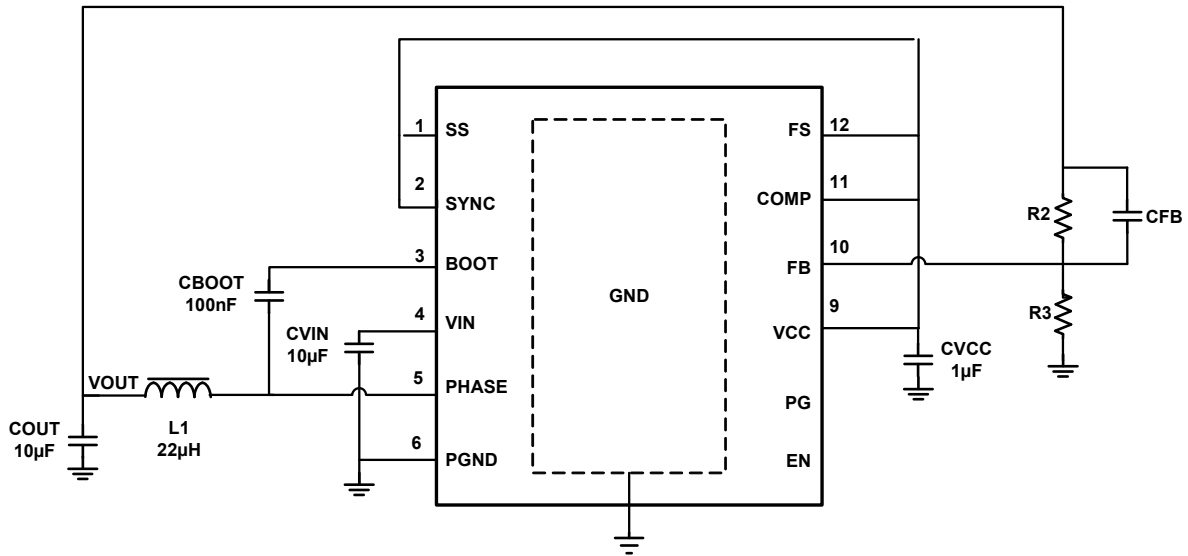 1
SS
FS
12
2
SYNC
COMP
11
3
BOOT
FB
10
CBOOT
100nF
GND
R2
CFB
4
VIN
VCC
9
CVIN
10µF
R3
CVCC
1µF
5
PHASE
VOUT
PG
L1
22µH
COUT
10µF
6
PGND
EN